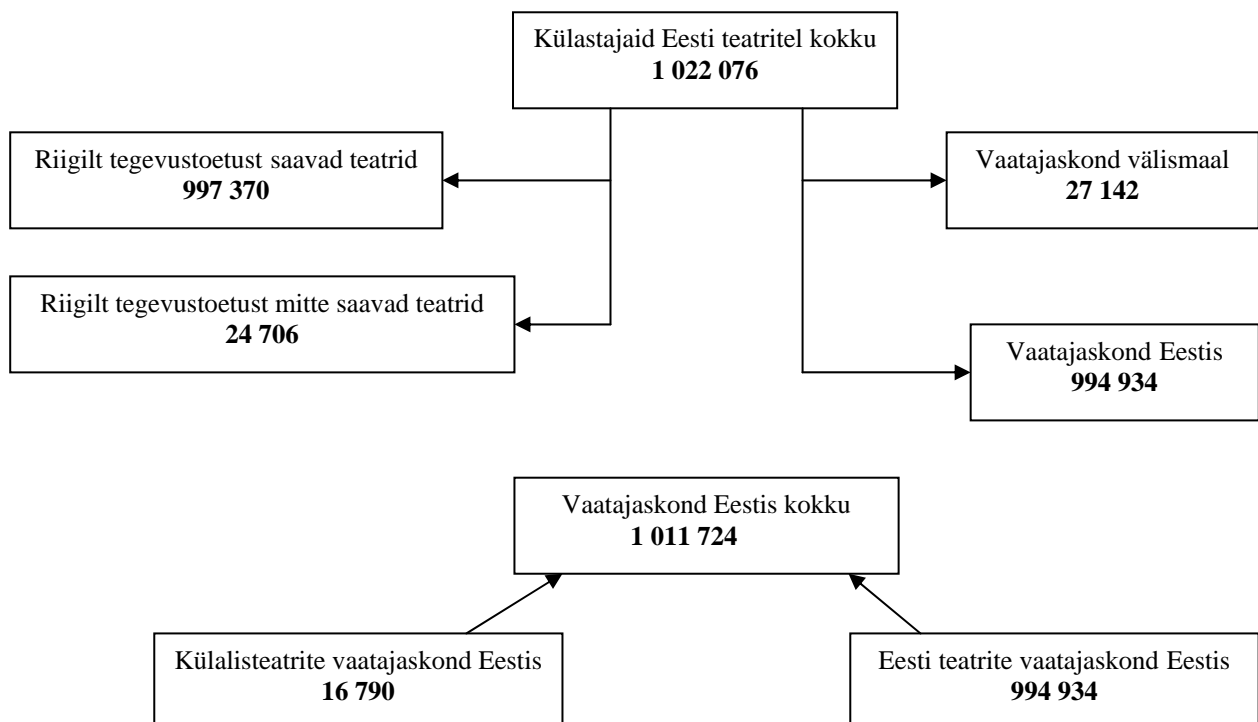 Külastajaid Eesti teatritel kokku
1 022 076
Riigilt tegevustoetust saavad teatrid
997 370
Vaatajaskond välismaal
27 142
Riigilt tegevustoetust mitte saavad teatrid
24 706
Vaatajaskond Eestis
994 934
Vaatajaskond Eestis kokku
1 011 724
Külalisteatrite vaatajaskond Eestis
16 790
Eesti teatrite vaatajaskond Eestis
994 934